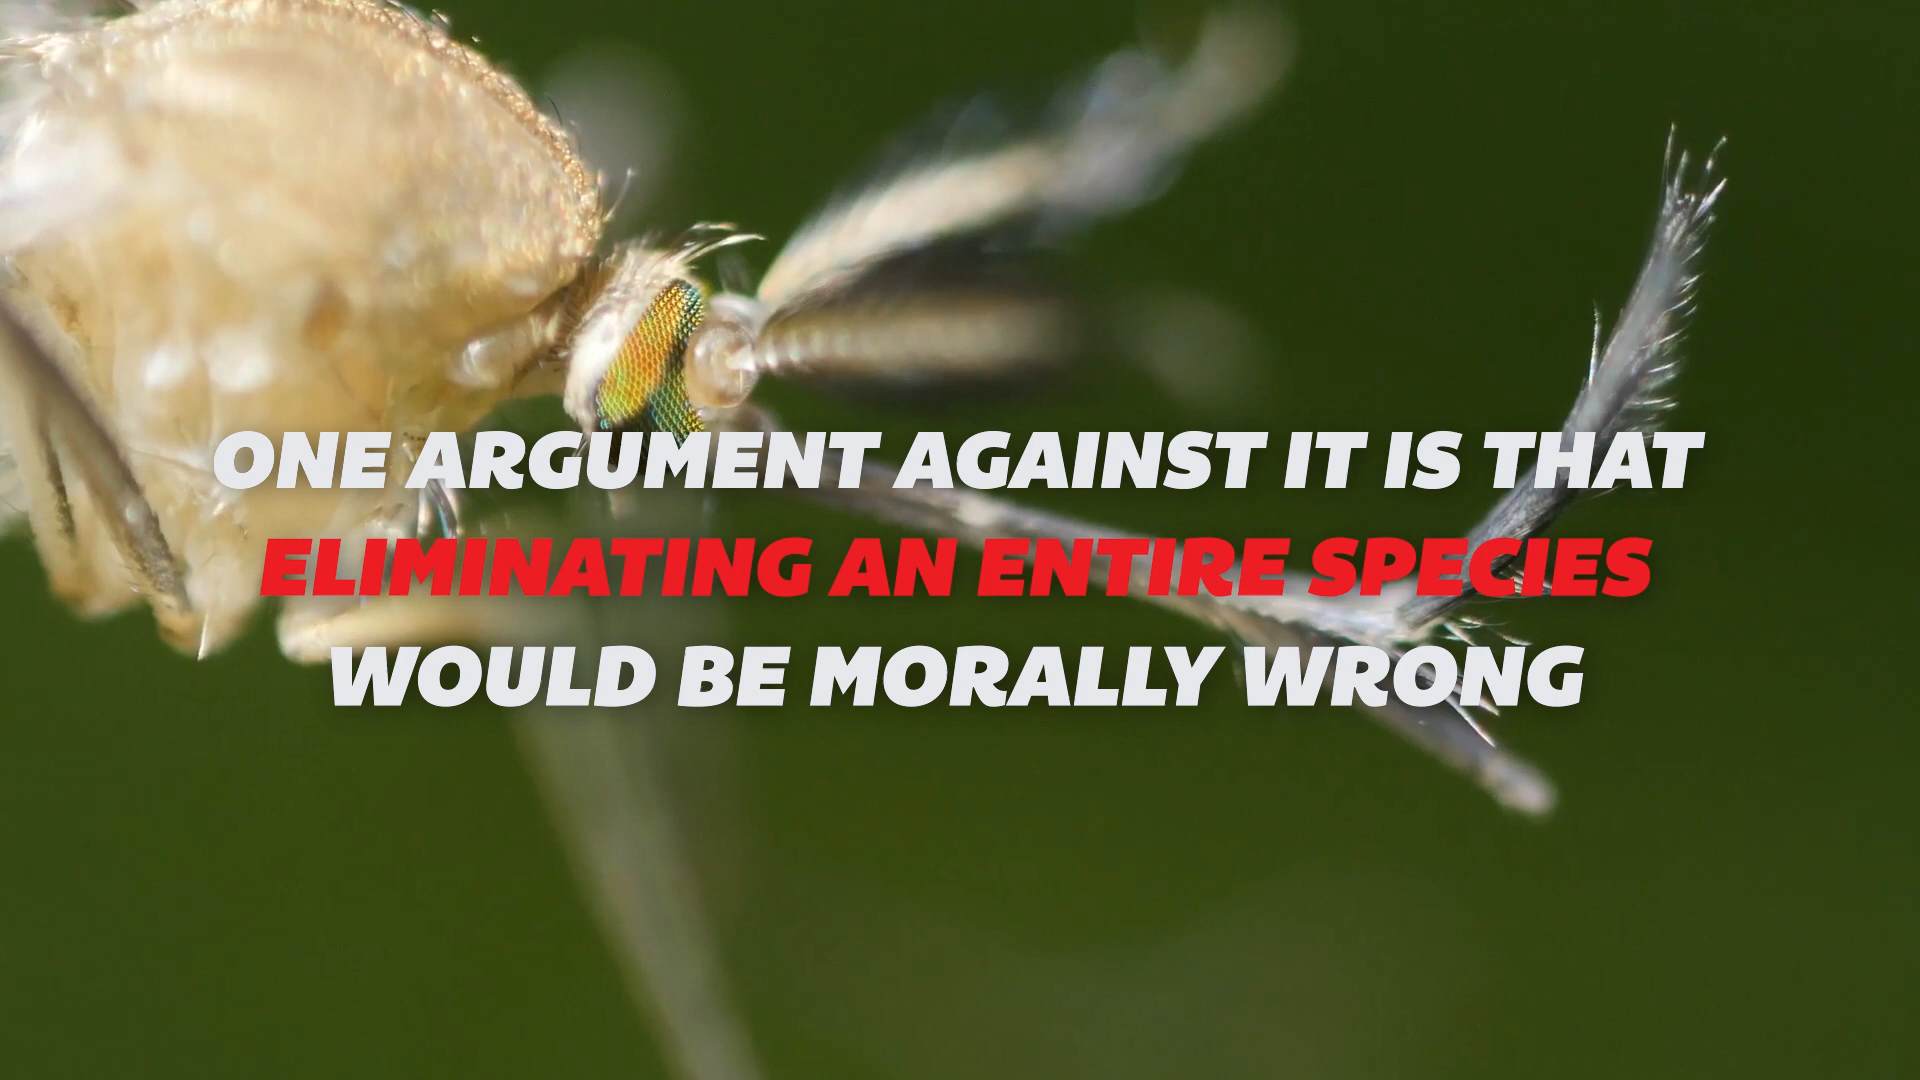 ONE ARGUMENT AGAINST IT IS THAT
ELIMINATING AN ENTIRE SPECIES
WOULD BE MORALLY WRONG